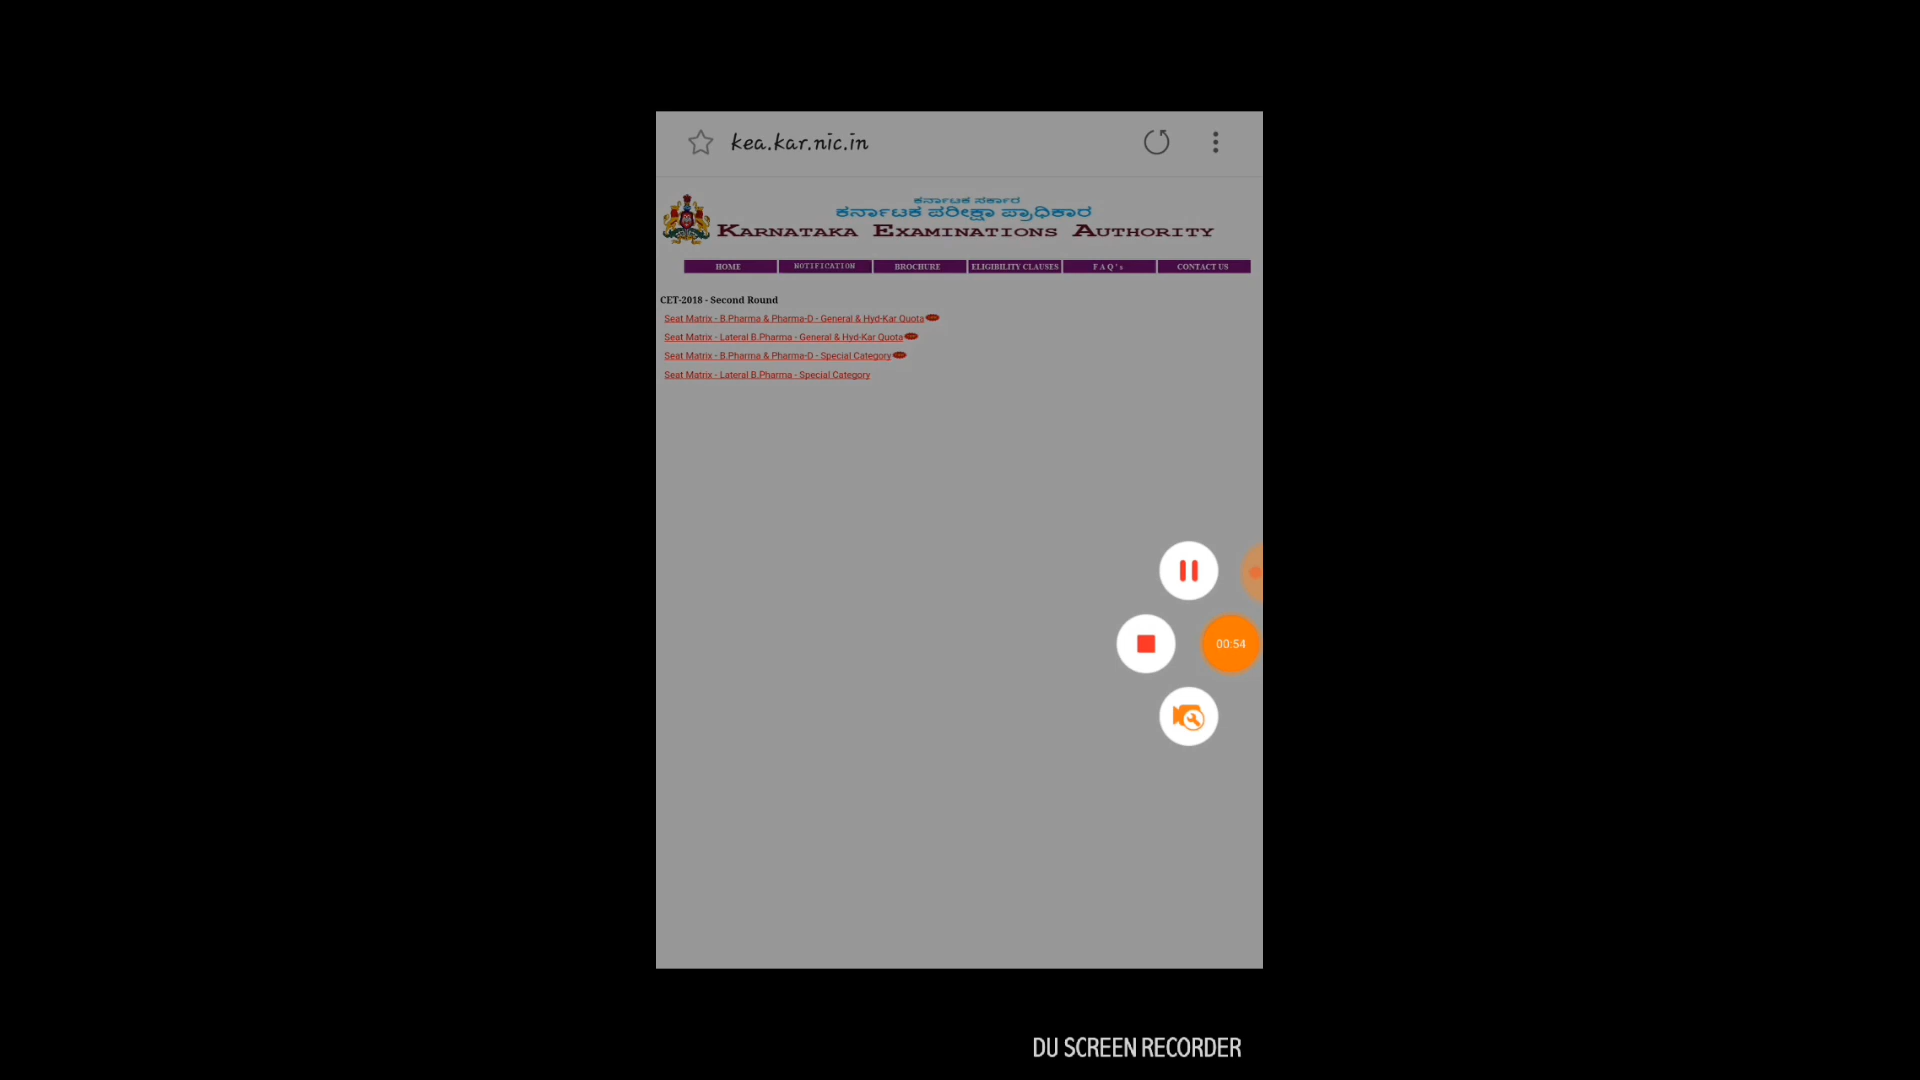 kea.kar.nic.in
ಕರ್ನಾಟಕ ಸರ್ಕಾರ
ಕರ್ನಾಟಕ ಪರೀಕ್ಷಾ ಪ್ರಾಧಿಕಾರ
KARNATAKA EXAMINATIONS AUTHORITY
HOME NOTIFICATION BROCHURE ELIGIBILITY CLAUSES F A Q ' s CONTACT US
CET-2018 - Second Round
Seat Matrix - B.Pharma & Pharma-D - General & Hyd-Kar Quota
Seat Matrix - Lateral B.Pharma - General & Hyd-Kar Quota
Seat Matrix - B.Pharma & Pharma-D - Special Category
Seat Matrix - Lateral B.Pharma - Special Category
00:54
DU SCREEN RECORDER